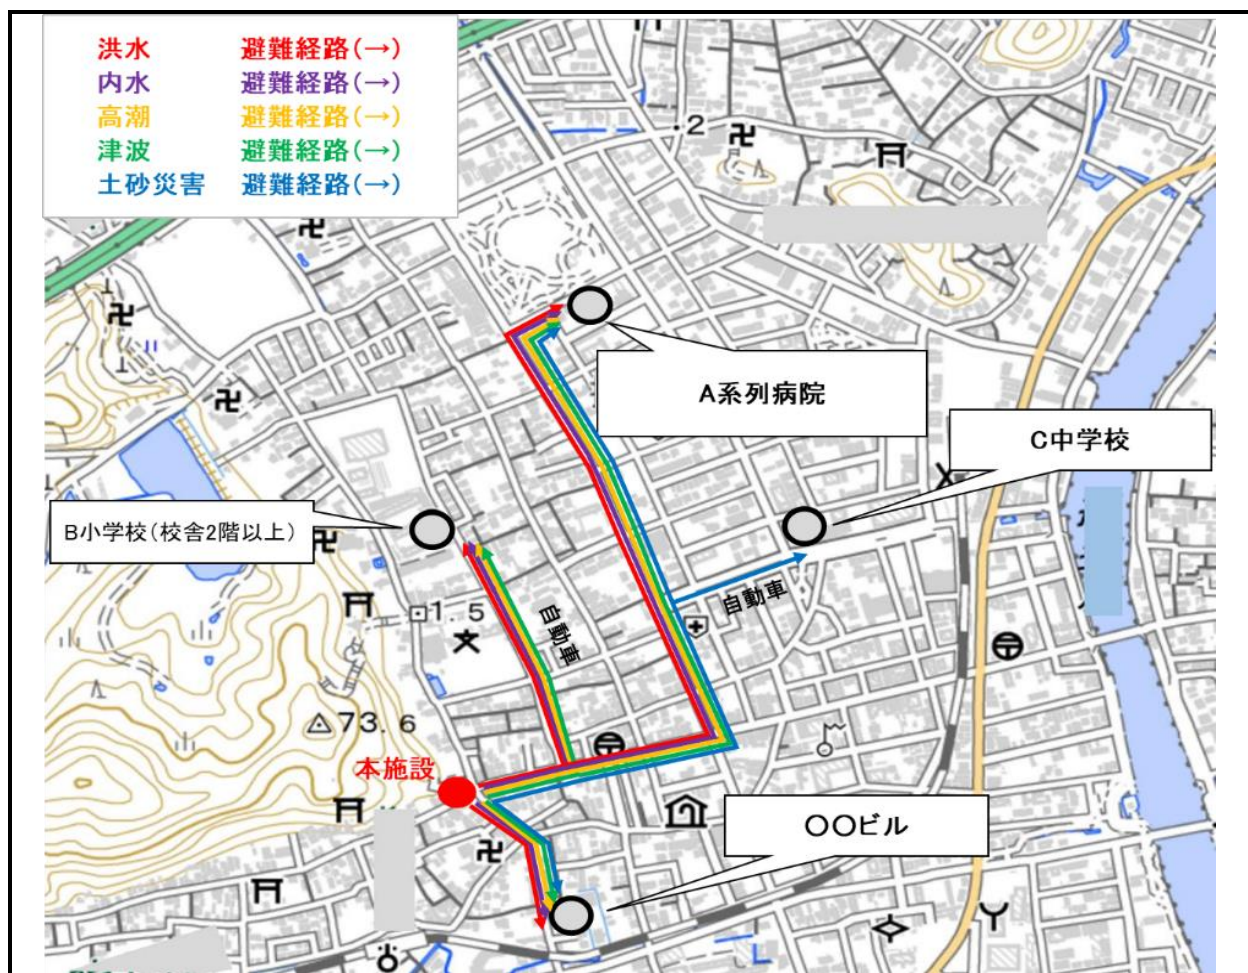 洪水 避難経路(→)
内水 避難経路(→)
高潮 避難経路(→)
津波 避難経路(→)
土砂災害 避難経路(→)
・2
A系列病院
C中学校
B小学校(校舎2階以上)
自動車
自動車
1.5
73.6
本施設
〇〇ビル